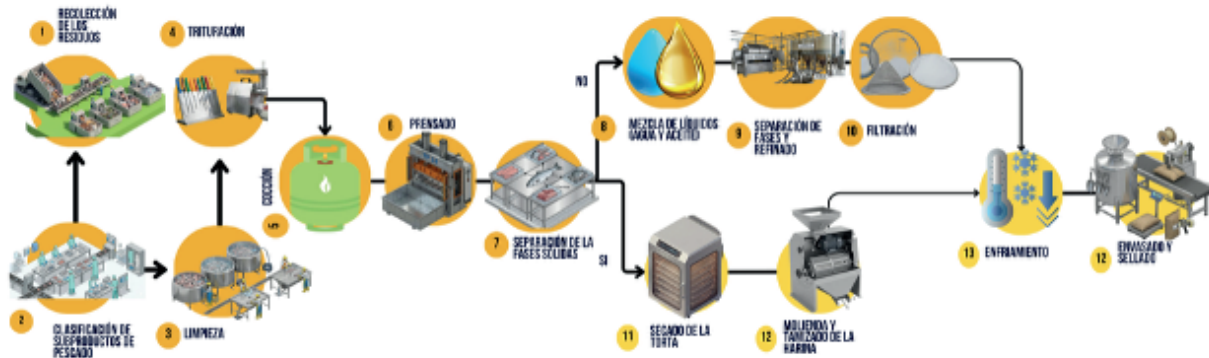 1
RECOLECCIÓN
DE LOS
RESIDUOS
2
CLASIFICACIÓN DE
SUBPRODUCTOS DE
PESCADO
3
LIMPIEZA
4
TRITURACIÓN
5
COCCIÓN
6
PRENSADO
7
SEPARACIÓN DE LA
FASES SOLIDAS
NO
8
MEZCLA DE LÍQUIDOS
(AGUA Y ACEITE)
9
SEPARACIÓN DE
FASES Y
REFINADO
10
FILTRACIÓN
SI
11
SECADO DE LA
TORTA
12
MOLIENDA Y
TAMIZADO DE LA
HARINA
13
ENFRIAMIENTO
12
ENVASADO Y
SELLADO